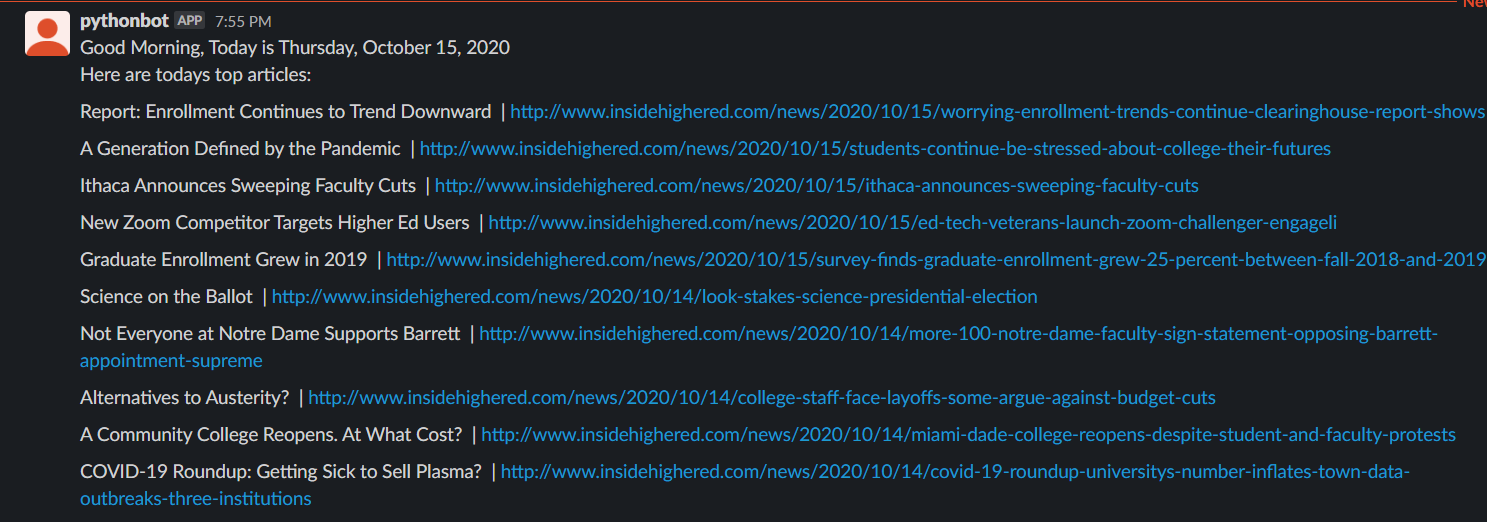 New
pythonbot APP 7:55 PM
Good Morning, Today is Thursday, October 15, 2020
Here are todays top articles:
Report: Enrollment Continues to Trend Downward | http://www.insidehighered.com/news/2020/10/15/worrying-enrollment-trends-continue-clearinghouse-report-shows
A Generation Defined by the Pandemic | http://www.insidehighered.com/news/2020/10/15/students-continue-be-stressed-about-college-their-futures
Ithaca Announces Sweeping Faculty Cuts | http://www.insidehighered.com/news/2020/10/15/ithaca-announces-sweeping-faculty-cuts
New Zoom Competitor Targets Higher Ed Users | http://www.insidehighered.com/news/2020/10/15/ed-tech-veterans-launch-zoom-challenger-engageli
Graduate Enrollment Grew in 2019 | http://www.insidehighered.com/news/2020/10/15/survey-finds-graduate-enrollment-grew-25-percent-between-fall-2018-and-2019
Science on the Ballot | http://www.insidehighered.com/news/2020/10/14/look-stakes-science-presidential-election
Not Everyone at Notre Dame Supports Barrett | http://www.insidehighered.com/news/2020/10/14/more-100-notre-dame-faculty-sign-statement-opposing-barrett-
appointment-supreme
Alternatives to Austerity? | http://www.insidehighered.com/news/2020/10/14/college-staff-face-layoffs-some-argue-against-budget-cuts
A Community College Reopens. At What Cost? | http://www.insidehighered.com/news/2020/10/14/miami-dade-college-reopens-despite-student-and-faculty-protests
COVID-19 Roundup: Getting Sick to Sell Plasma? | http://www.insidehighered.com/news/2020/10/14/covid-19-roundup-universitys-number-inflates-town-data-
outbreaks-three-institutions